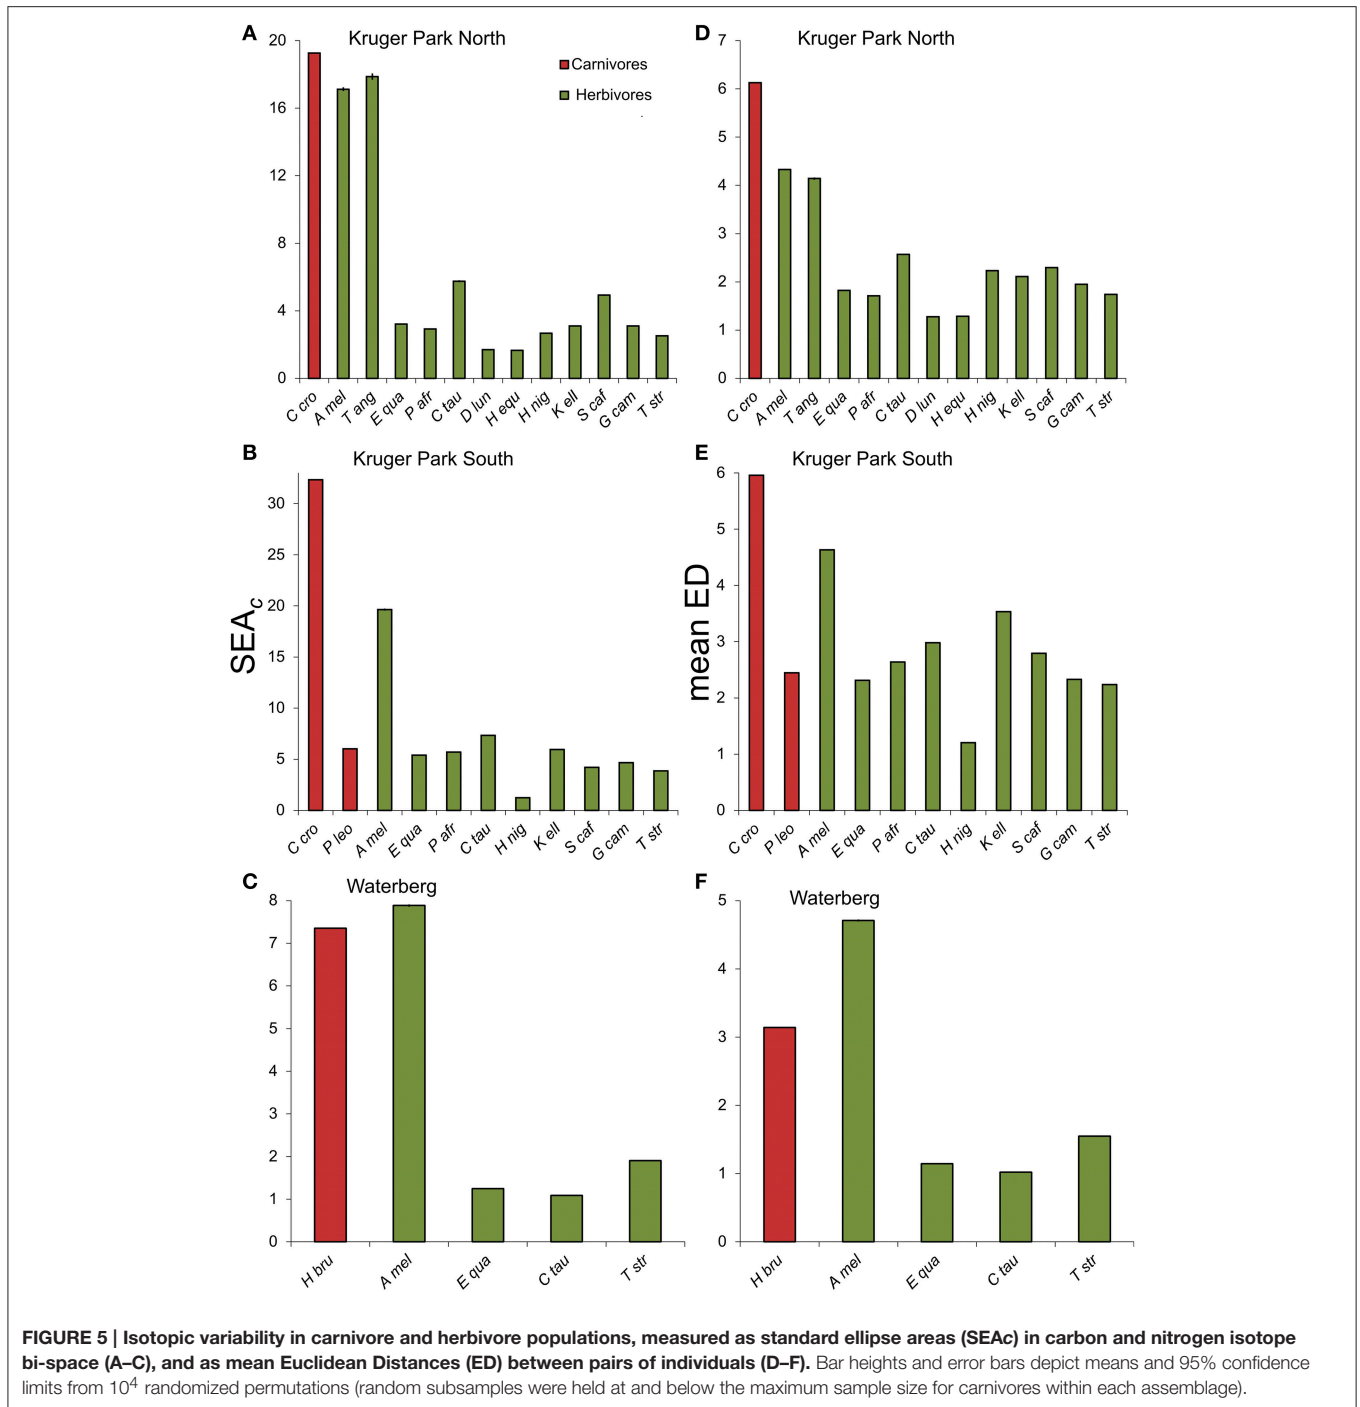 A
Kruger Park North
Carnivores
Herbivores
20
16
12
8
4
0
C cro
A mel
T ang
E qua
P afr
C tau
D lun
H equ
H nig
K ell
S caf
G cam
T str
D
Kruger Park North
7
6
5
4
3
2
1
0
C cro
A mel
T ang
E qua
P afr
C tau
D lun
H equ
H nig
K ell
S caf
G cam
T str
B
Kruger Park South
SEAc
30
25
20
15
10
5
0
C cro
P leo
A mel
E qua
P afr
C tau
H nig
K ell
S caf
G cam
T str
E
Kruger Park South
mean ED
6
5
4
3
2
1
0
C cro
P leo
A mel
E qua
P afr
C tau
H nig
K ell
S caf
G cam
T str
C
Waterberg
8
7
6
5
4
3
2
1
0
H bru
A mel
E qua
C tau
T str
F
Waterberg
5
4
3
2
1
0
H bru
A mel
E qua
C tau
T str
FIGURE 5 | Isotopic variability in carnivore and herbivore populations, measured as standard ellipse areas (SEAc) in carbon and nitrogen isotope
bi-space (A–C), and as mean Euclidean Distances (ED) between pairs of individuals (D–F). Bar heights and error bars depict means and 95% confidence
limits from 10⁴ randomized permutations (random subsamples were held at and below the maximum sample size for carnivores within each assemblage).